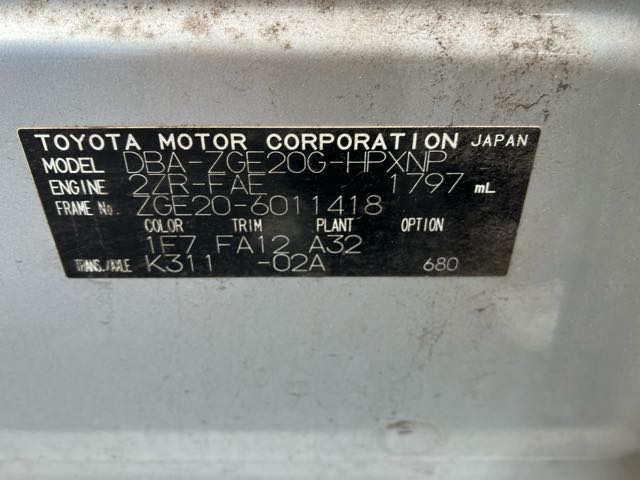 TOYOTA MOTOR CORPORATION JAPAN
MODEL DBA-ZGE20G-HPXNP
ENGINE 2ZR-FAE 1797 mL
FRAME No. ZGE20-6011418
COLOR TRIM PLANT OPTION
1F7 FA12 A32
TRANS./AXLE K311 -02A 680